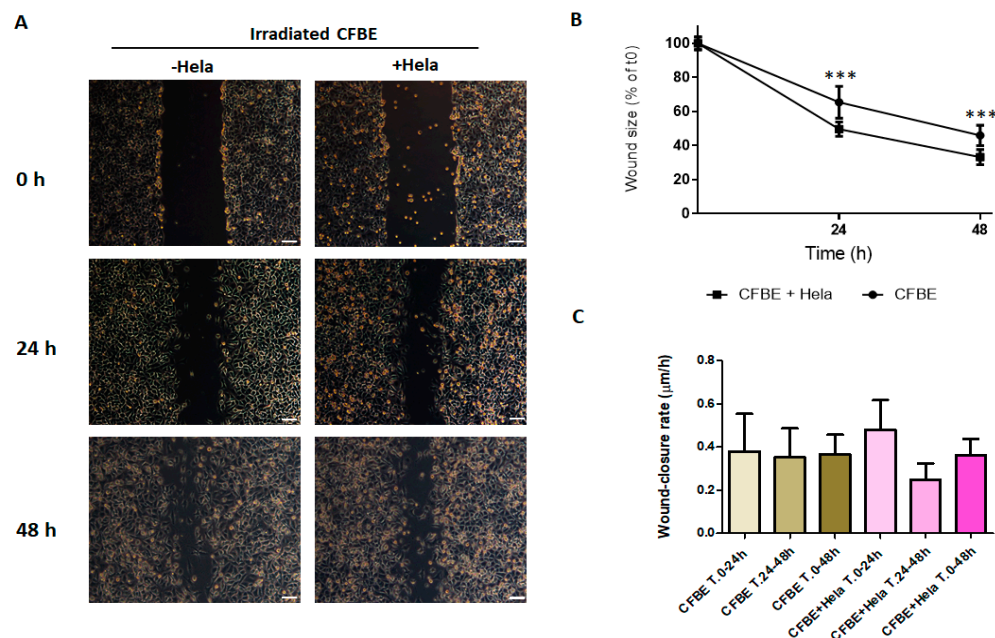 A
Irradiated CFBE
-Hela
+Hela
0 h
24 h
48 h
B
Wound size (% of t0)
100
80
60
40
20
0
***
***
24
48
Time (h)
CFBE + Hela
CFBE
C
Wound-closure rate (μm/h)
0.8
0.6
0.4
0.2
0.0
CFBE T.0-24h
CFBE T.24-48h
CFBE T.0-48h
CFBE+Hela T.0-24h
CFBE+Hela T.24-48h
CFBE+Hela T.0-48h